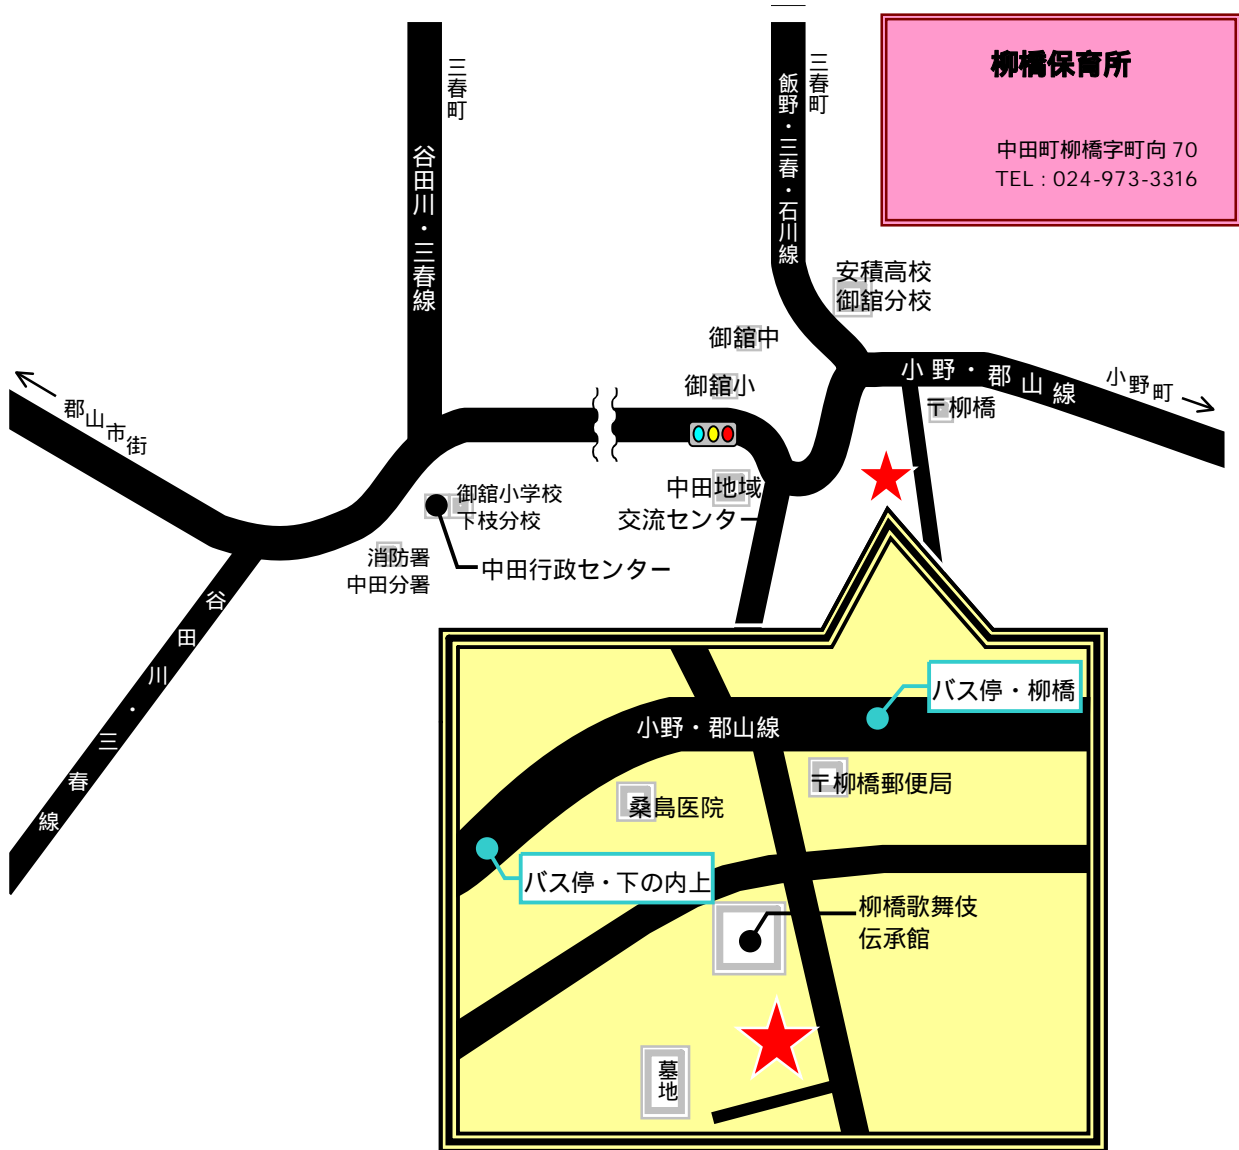 柳橋保育所
中田町柳橋字町向 70
TEL : 024-973-3316
三春町
谷田川・三春線
三春町
飯野・三春・石川線
安積高校
御舘分校
御舘中
御舘小
小野・郡山線
小野町
〒柳橋
郡山市街
中田地域
交流センター
御舘小学校
下枝分校
消防署
中田分署
中田行政センター
谷田川・三春線
バス停・柳橋
小野・郡山線
〒柳橋郵便局
桑島医院
バス停・下の内上
柳橋歌舞伎
伝承館
墓地